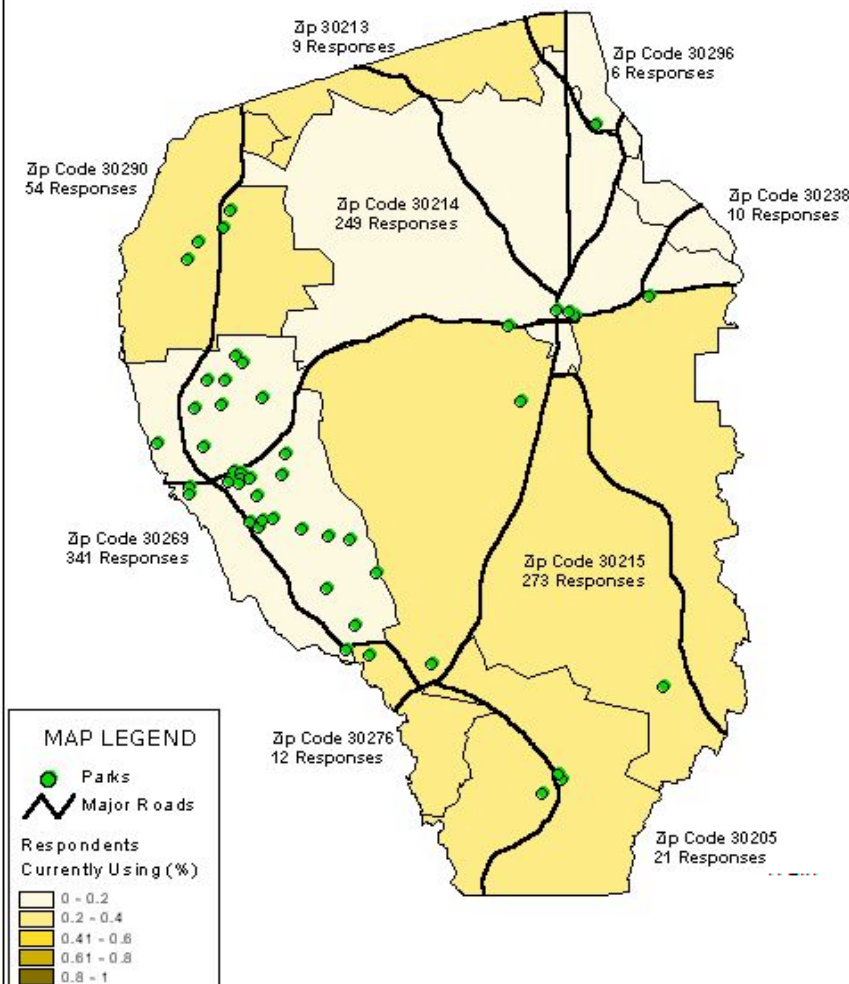 Zip 30213
9 Responses
Zip Code 30296
6 Responses
Zip Code 30290
54 Responses
Zip Code 30214
249 Responses
Zip Code 30238
10 Responses
Zip Code 30269
341 Responses
Zip Code 30215
273 Responses
Zip Code 30276
12 Responses
Zip Code 30205
21 Responses
MAP LEGEND
Parks
Major Roads
Respondents
Currently Using (%)
0 - 0.2
0.2 - 0.4
0.41 - 0.6
0.61 - 0.8
0.8 - 1